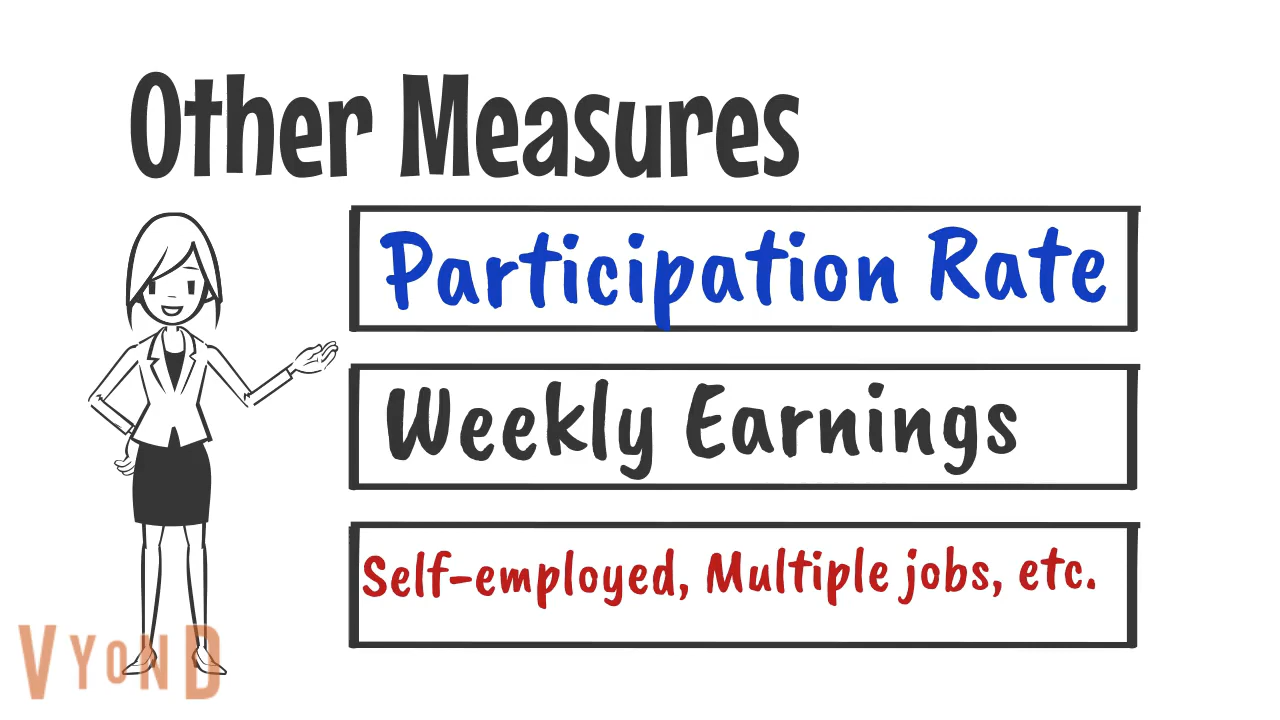 Other Measures
Participation Rate
Weekly Earnings
Self-employed, Multiple jobs, etc.
VYOND